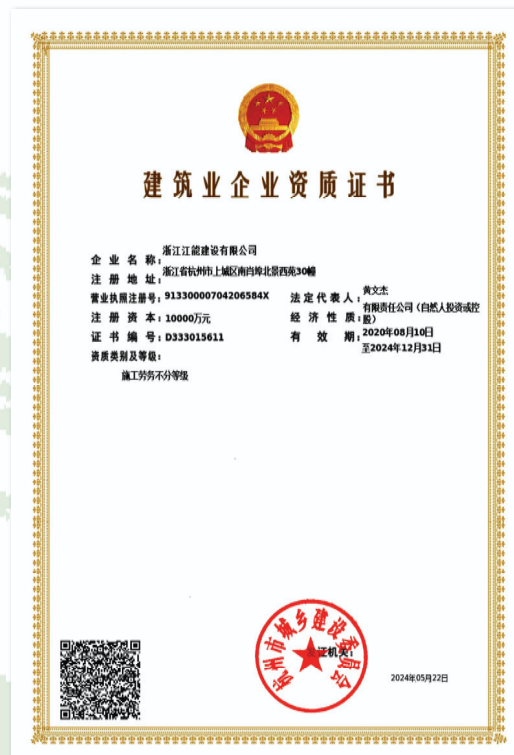 建筑业企业资质证书
企业名称：浙江江能建设有限公司
注册地址：浙江省杭州市上城区南肖埠北景西苑30幢
营业执照注册号：91330000704206584X 法定代表人：黄文杰
注册资本：10000万元 经济性质：有限责任公司（自然人投资或控股）
证书编号：D333015611 有效期：2020年08月10日
至2024年12月31日
资质类别及等级：
施工劳务不分等级
杭州市城乡建设委员会
发证机关：
2024年05月22日